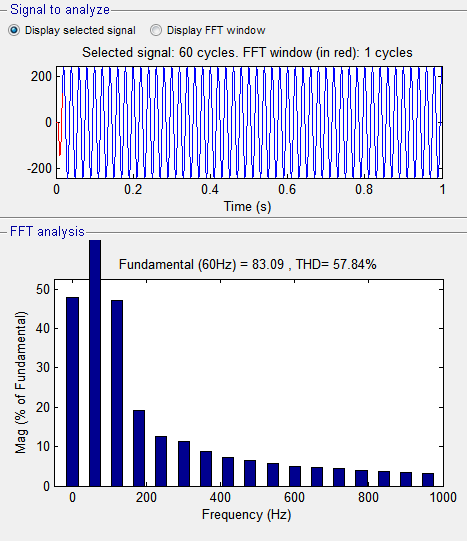 Signal to analyze
Display selected signal Display FFT window
Selected signal: 60 cycles. FFT window (in red): 1 cycles
200
0
-200
0 0.2 0.4 0.6 0.8 1
Time (s)
FFT analysis
Fundamental (60Hz) = 83.09 , THD= 57.84%
50
40
30
20
10
0
Mag (% of Fundamental)
0 200 400 600 800 1000
Frequency (Hz)